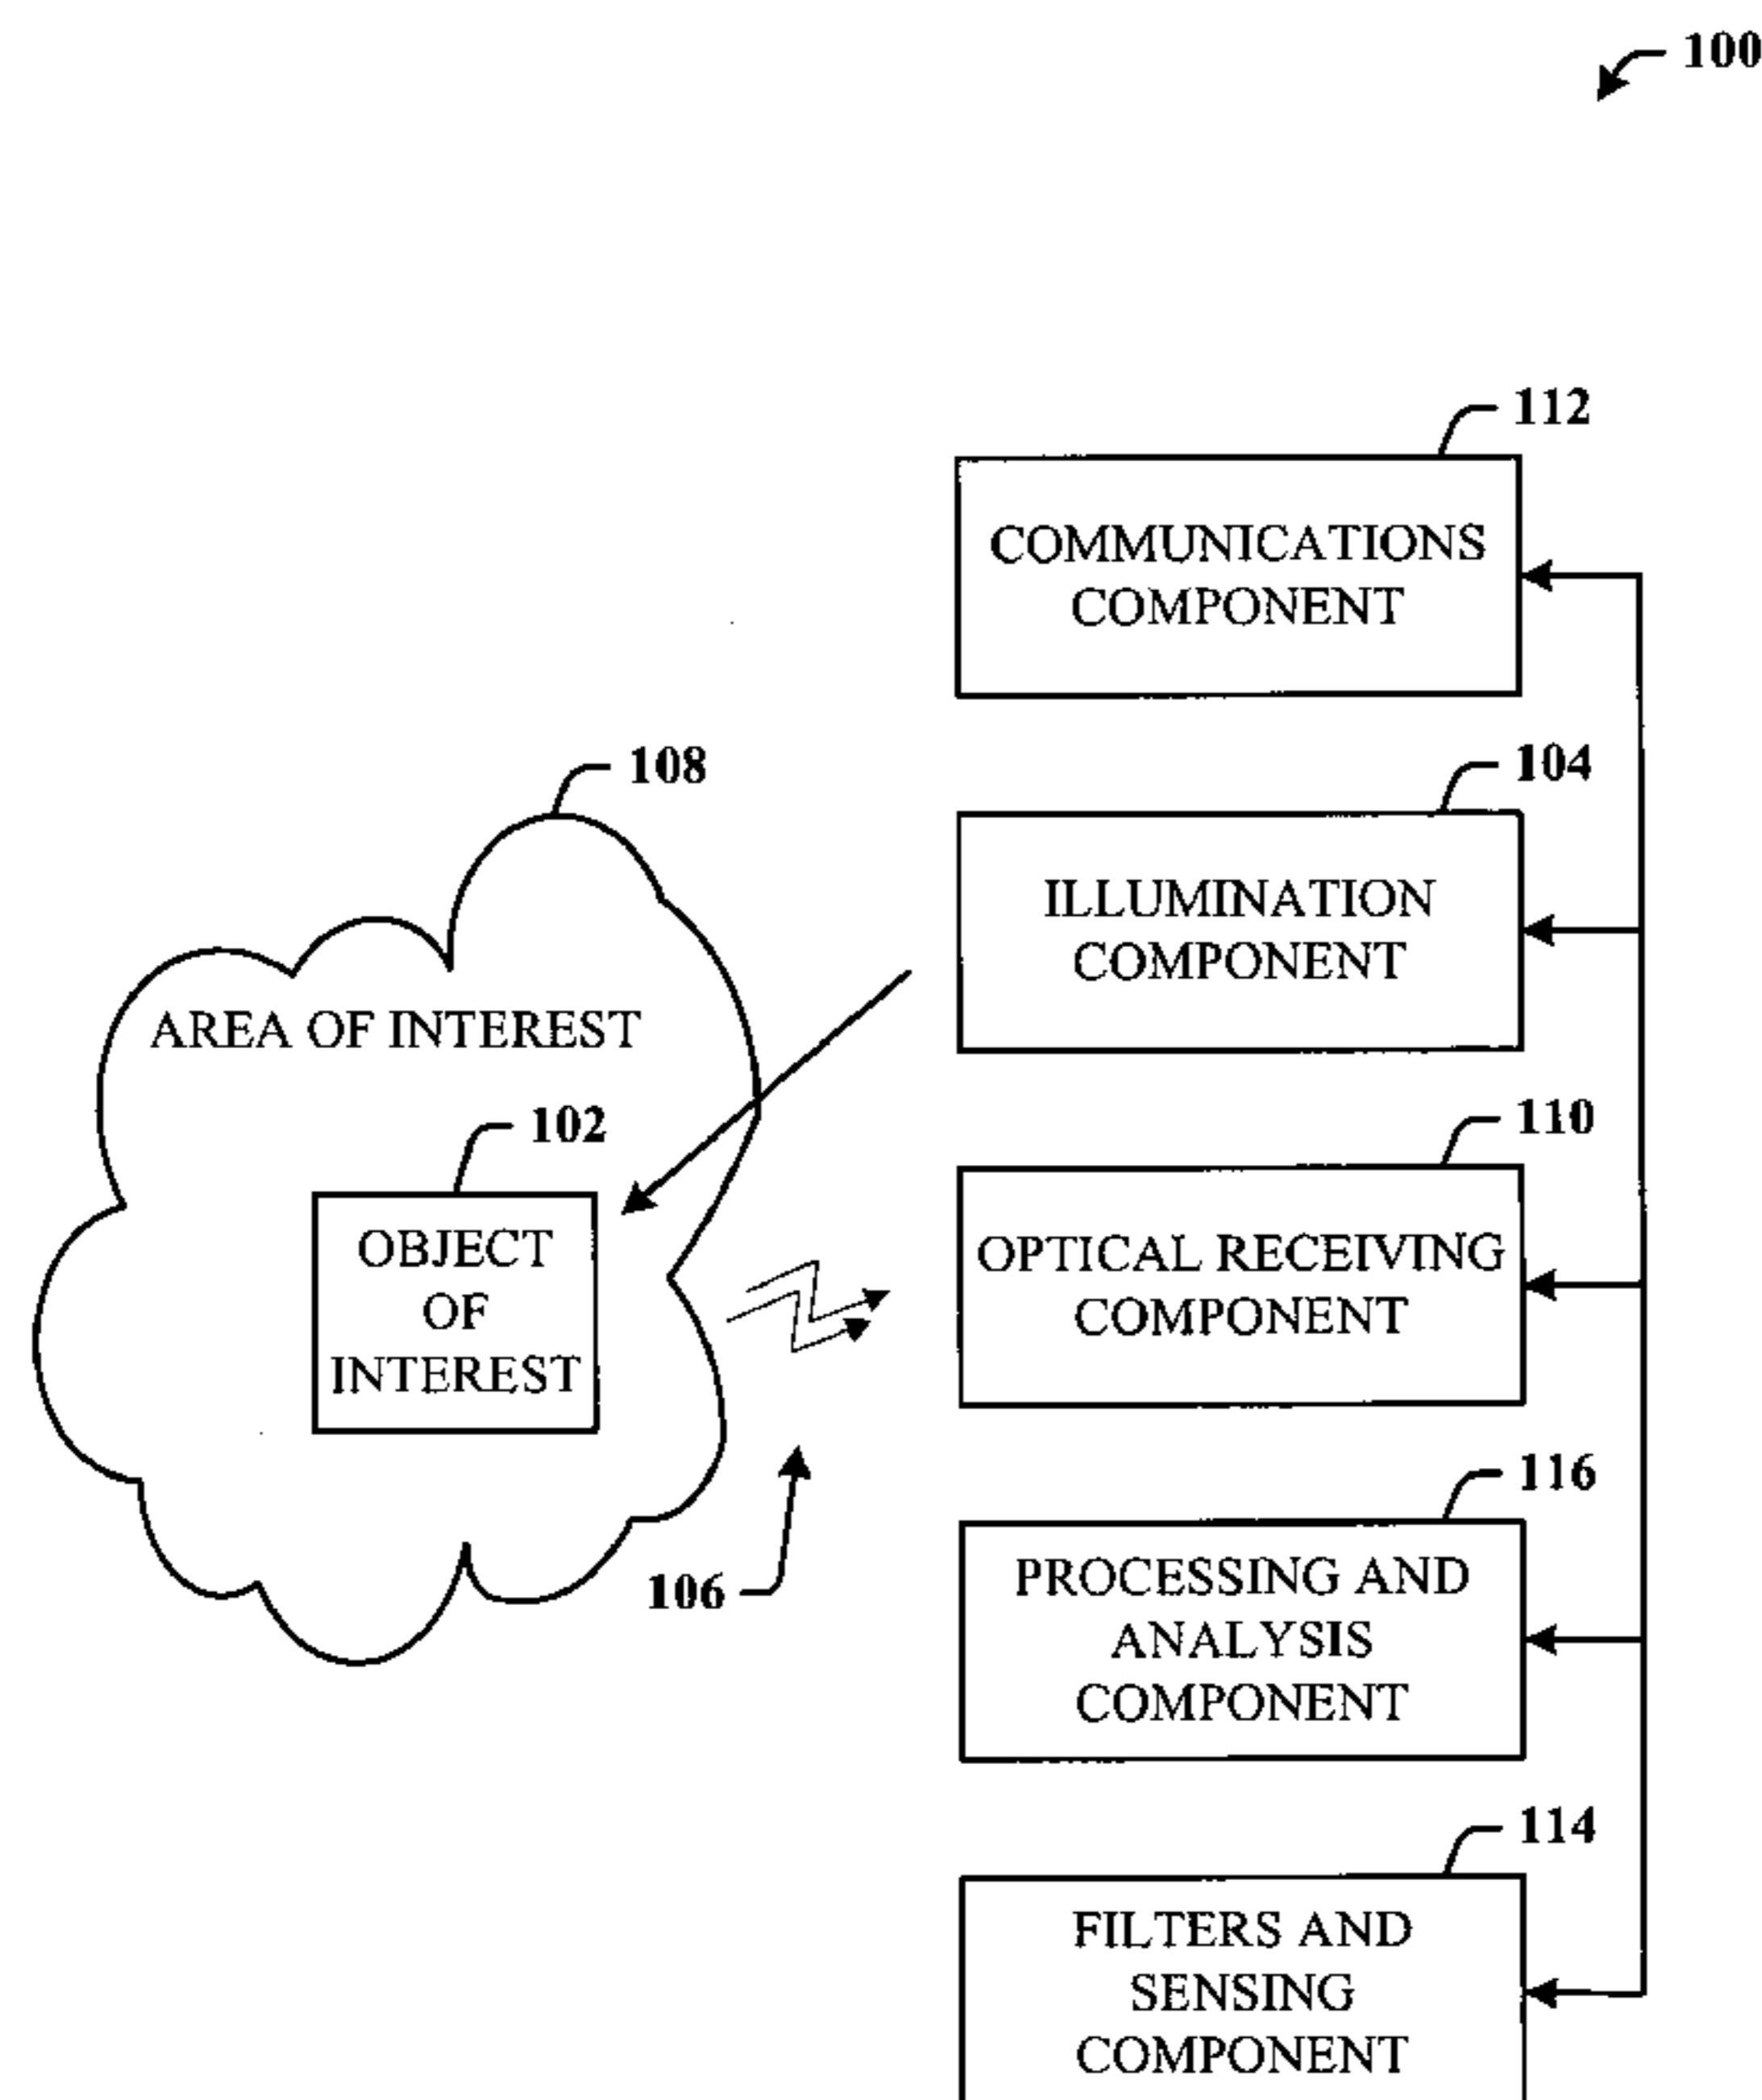 100
112
COMMUNICATIONS
COMPONENT
108
104
ILLUMINATION
COMPONENT
AREA OF INTEREST
102
110
OBJECT
OF
INTEREST
OPTICAL RECEIVING
COMPONENT
106
116
PROCESSING AND
ANALYSIS
COMPONENT
114
FILTERS AND
SENSING
COMPONENT